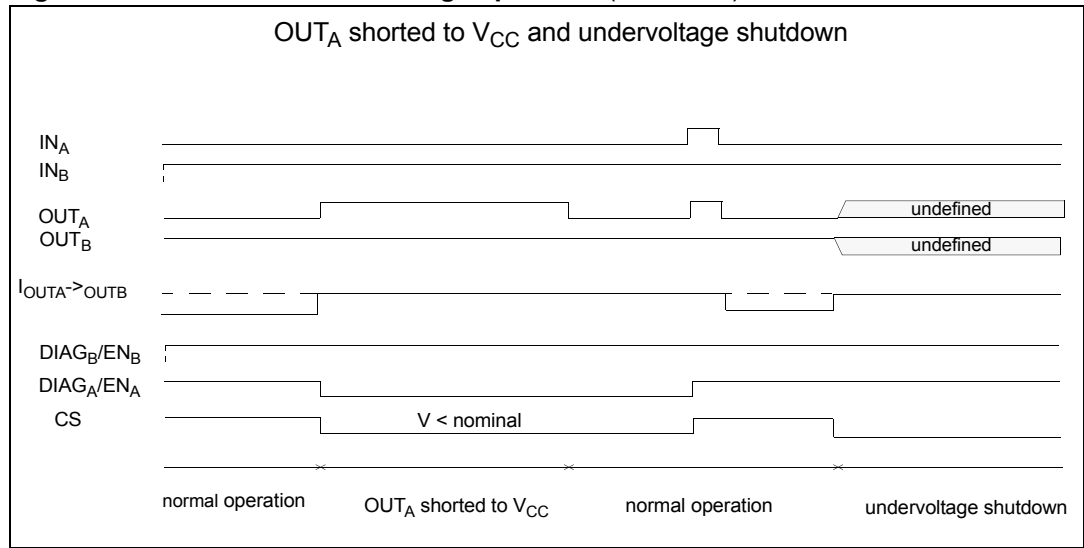 OUTA shorted to VCC and undervoltage shutdown
INA
INB
OUTA
undefined
OUTB
undefined
IOUTA->OUTB
DIAGB/ENB
DIAGA/ENA
CS
V < nominal
normal operation
OUTA shorted to VCC
normal operation
undervoltage shutdown